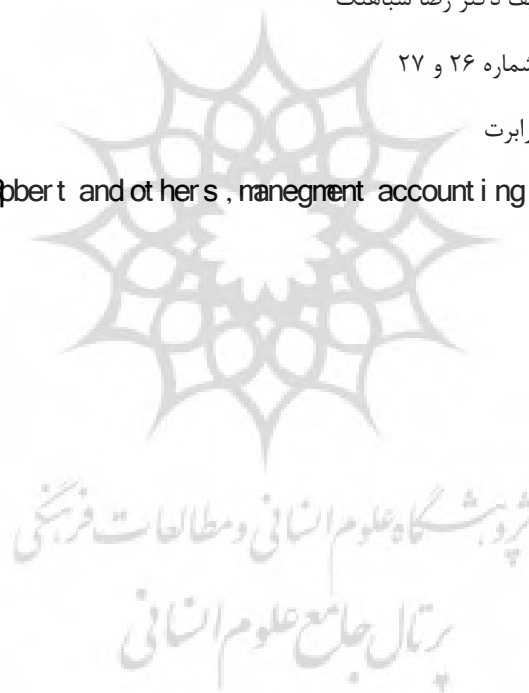 دکتر رضا شباهنگ
شماره ۲۶ و ۲۷
رابرت
obert and others , manegment accounting
پژوهشگاه علوم انسانی و مطالعات فرهنگی
پرتال جامع علوم انسانی